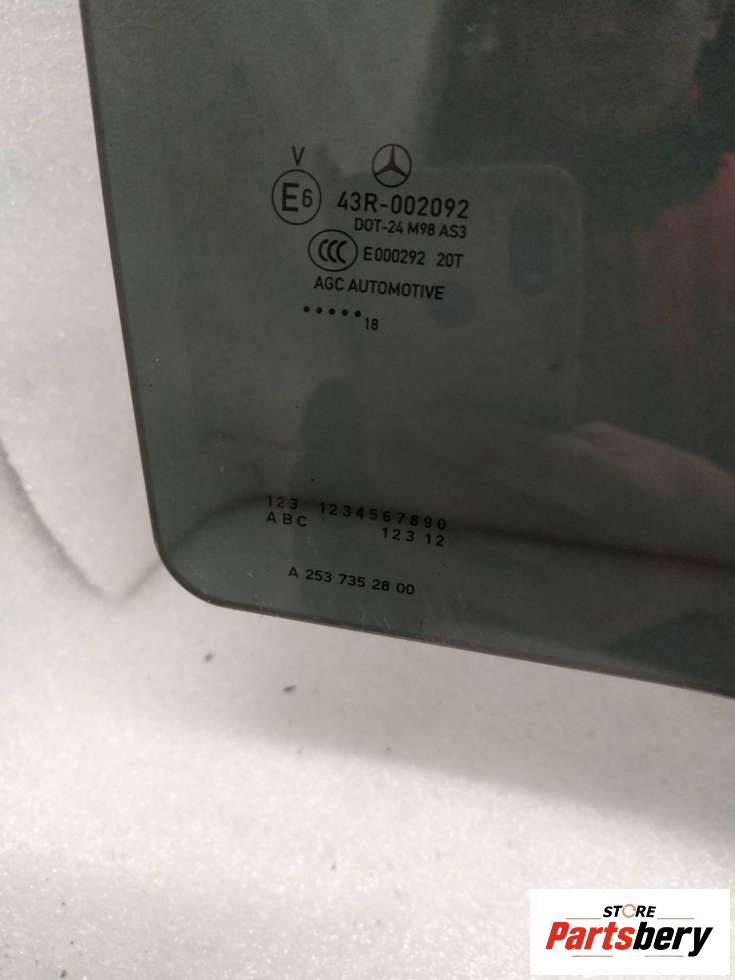 V
E6 43R-002092
DOT-24 M98 AS3
CCC E000292 20T
AGC AUTOMOTIVE
•••••18
123 1234567890
ABC 123 12
A 253 735 28 00
STORE
Partsbery